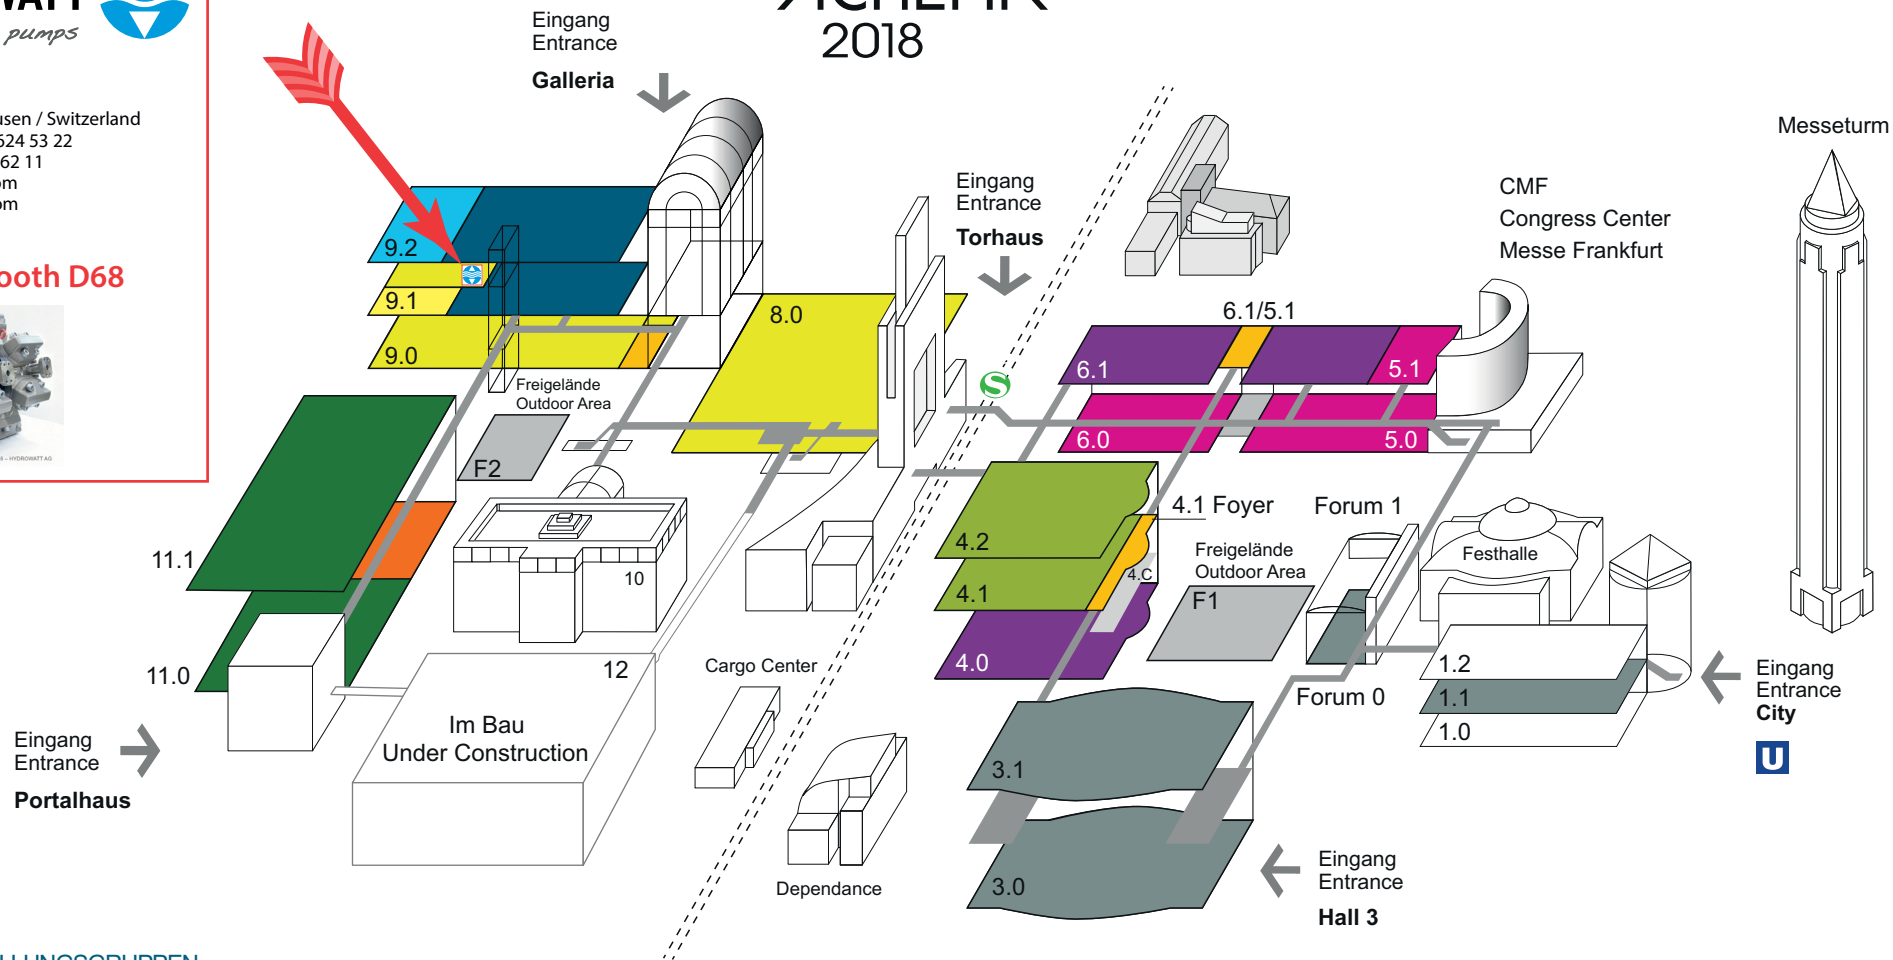 pumps
2018
Eingang
Entrance
Galleria
Switzerland
624 53 22
62 11
D68
HYDROWATT AG
9.2
9.1
9.0
8.0
Freigelände
Outdoor Area
F2
Eingang
Entrance
Torhaus
S
CMF
Congress Center
Messe Frankfurt
Messeturm
6.1/5.1
6.1
5.1
6.0
5.0
4.2
4.1
4.0
4.1 Foyer
4.C
Freigelände
Outdoor Area
F1
Forum 1
Forum 0
Festhalle
1.2
1.1
1.0
Eingang
Entrance
City
U
11.1
11.0
10
12
Im Bau
Under Construction
Cargo Center
Dependance
Eingang
Entrance
Portalhaus
3.1
3.0
Eingang
Entrance
Hall 3